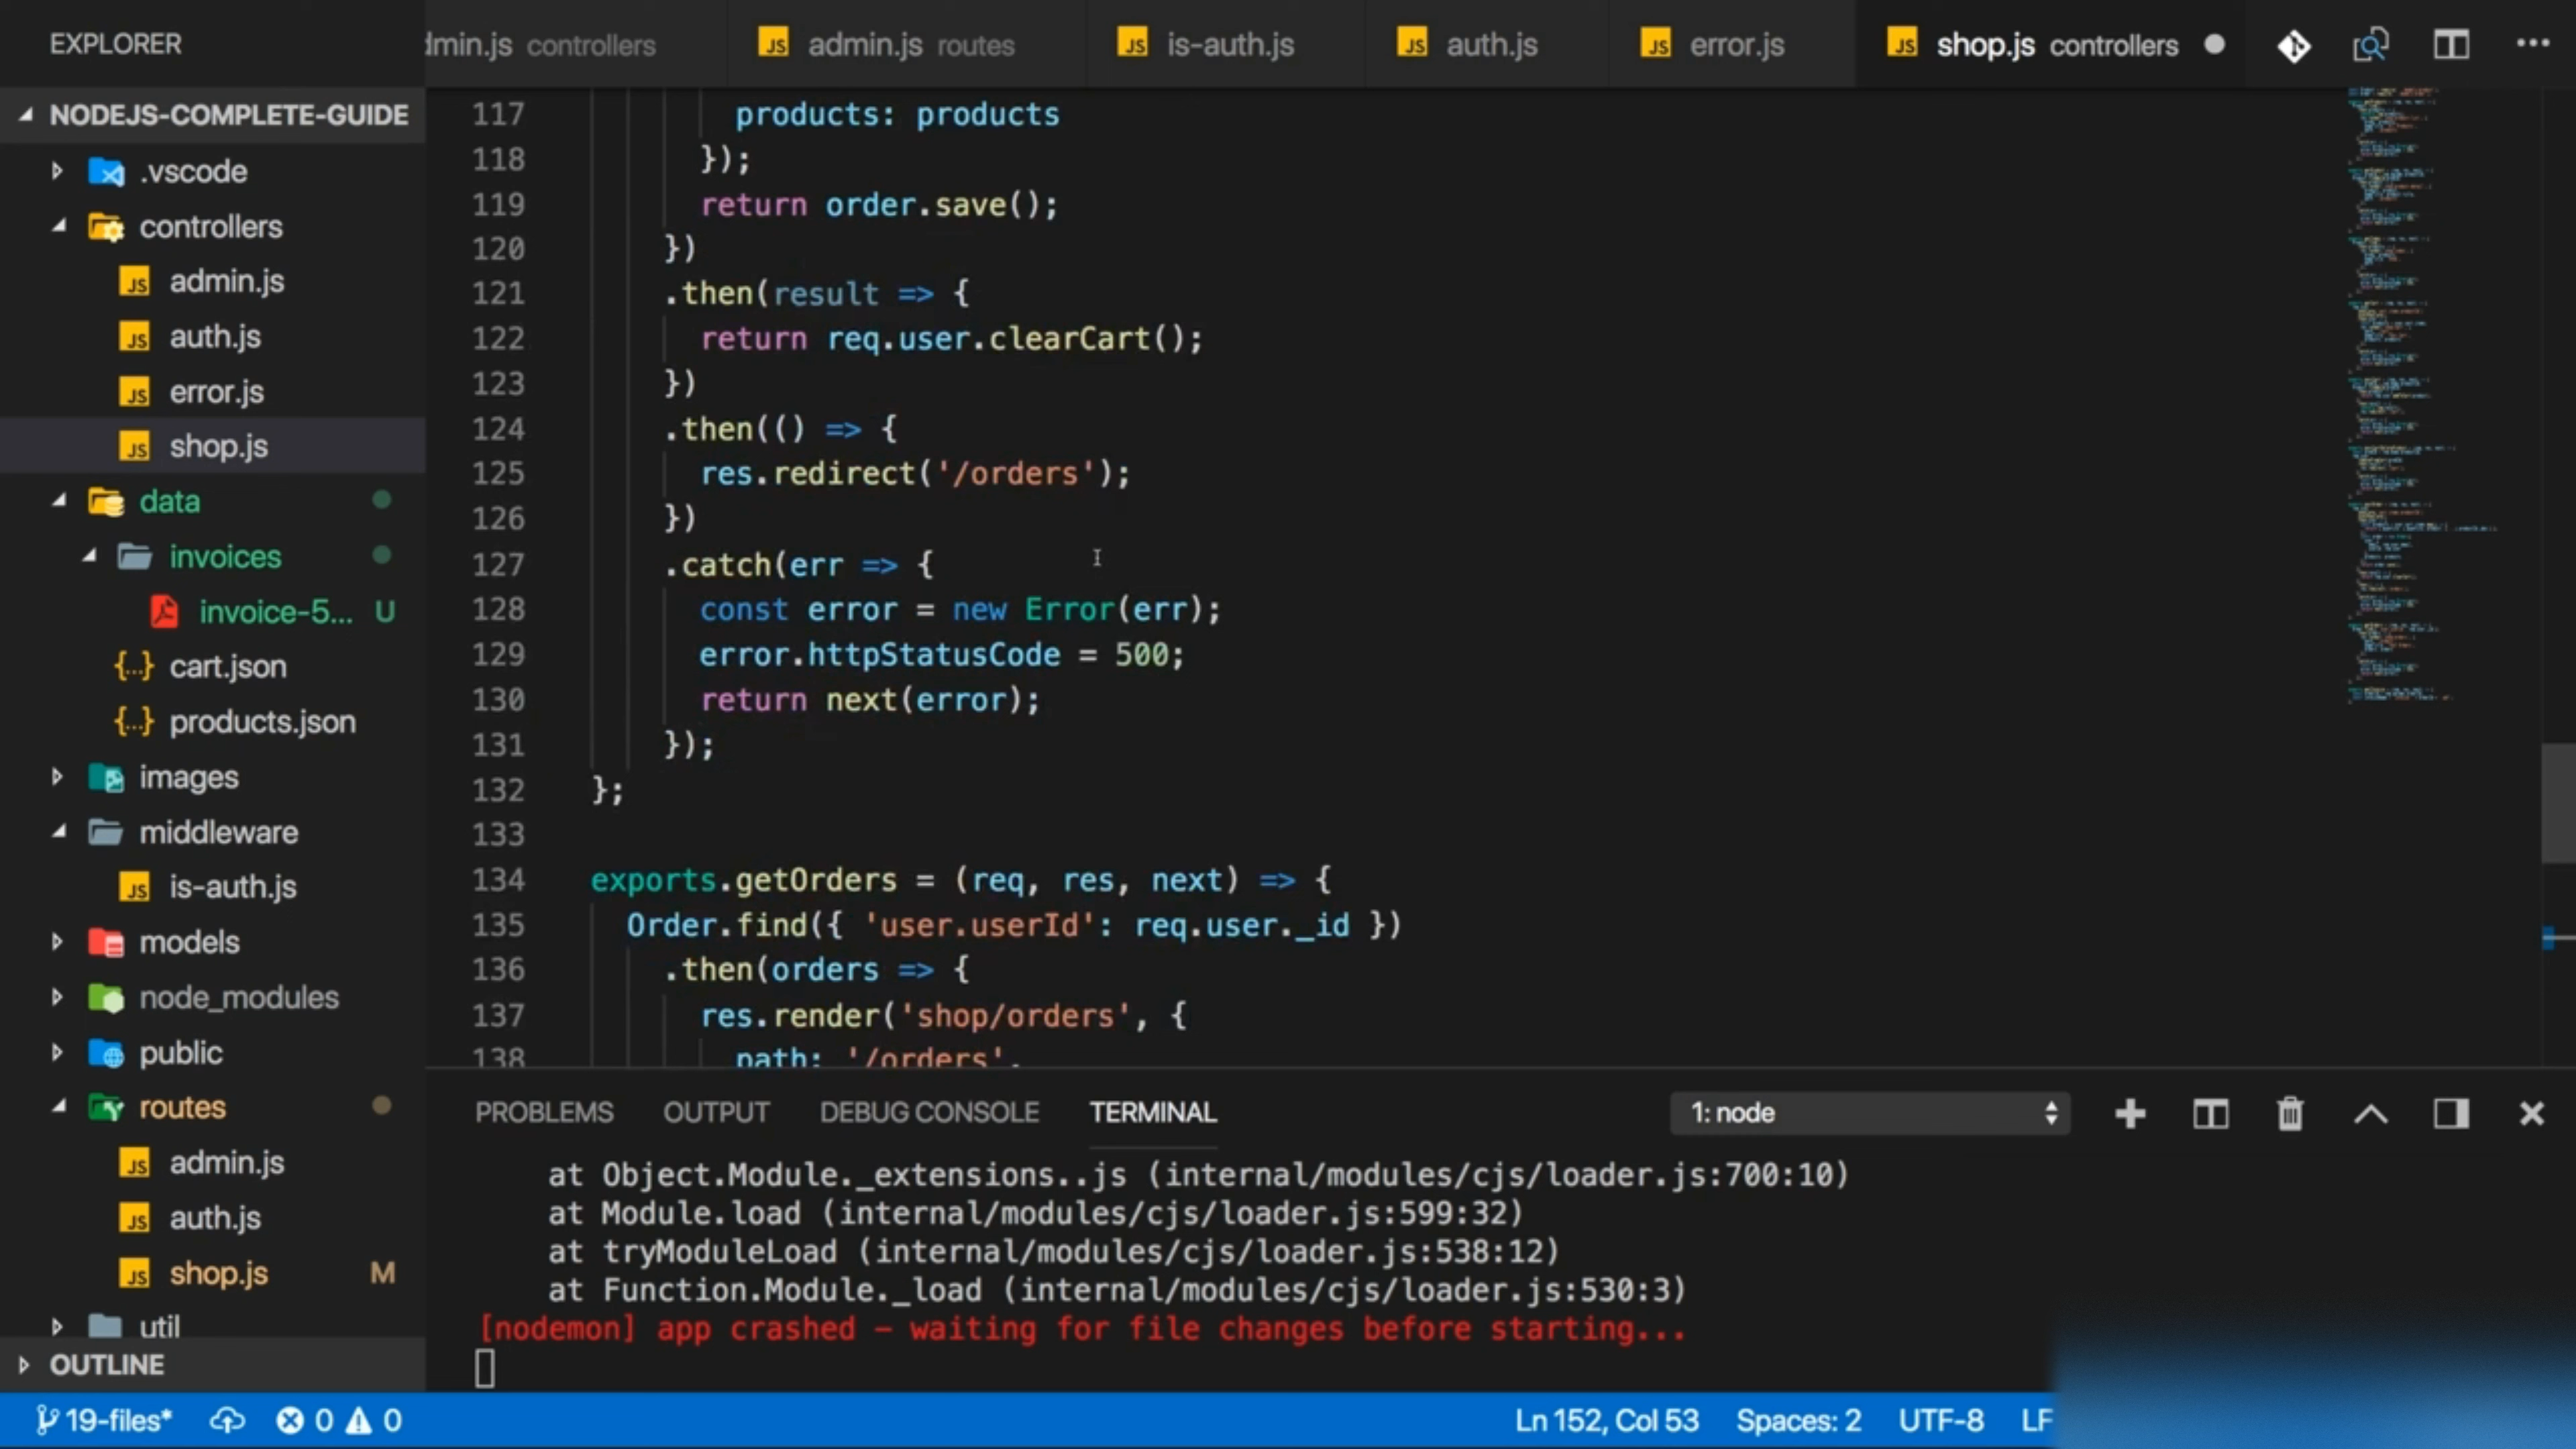 EXPLORER
NODEJS-COMPLETE-GUIDE
.vscode
controllers
admin.js
auth.js
error.js
shop.js
data
invoices
invoice-5... U
cart.json
products.json
images
middleware
is-auth.js
models
node_modules
public
routes
admin.js
auth.js
shop.js M
util
OUTLINE
dmin.js controllers
admin.js routes
is-auth.js
auth.js
error.js
shop.js controllers
117 products: products
118 });
119 return order.save();
120 })
121 .then(result => {
122 return req.user.clearCart();
123 })
124 .then(() => {
125 res.redirect('/orders');
126 })
127 .catch(err => {
128 const error = new Error(err);
129 error.httpStatusCode = 500;
130 return next(error);
131 });
132 };
133
134 exports.getOrders = (req, res, next) => {
135 Order.find({ 'user.userId': req.user._id })
136 .then(orders => {
137 res.render('shop/orders', {
138 path: '/orders',
PROBLEMS OUTPUT DEBUG CONSOLE TERMINAL 1: node
at Object.Module._extensions..js (internal/modules/cjs/loader.js:700:10)
at Module.load (internal/modules/cjs/loader.js:599:32)
at tryModuleLoad (internal/modules/cjs/loader.js:538:12)
at Function.Module._load (internal/modules/cjs/loader.js:530:3)
[nodemon] app crashed – waiting for file changes before starting...
19-files* 0 0 Ln 152, Col 53 Spaces: 2 UTF-8 LF